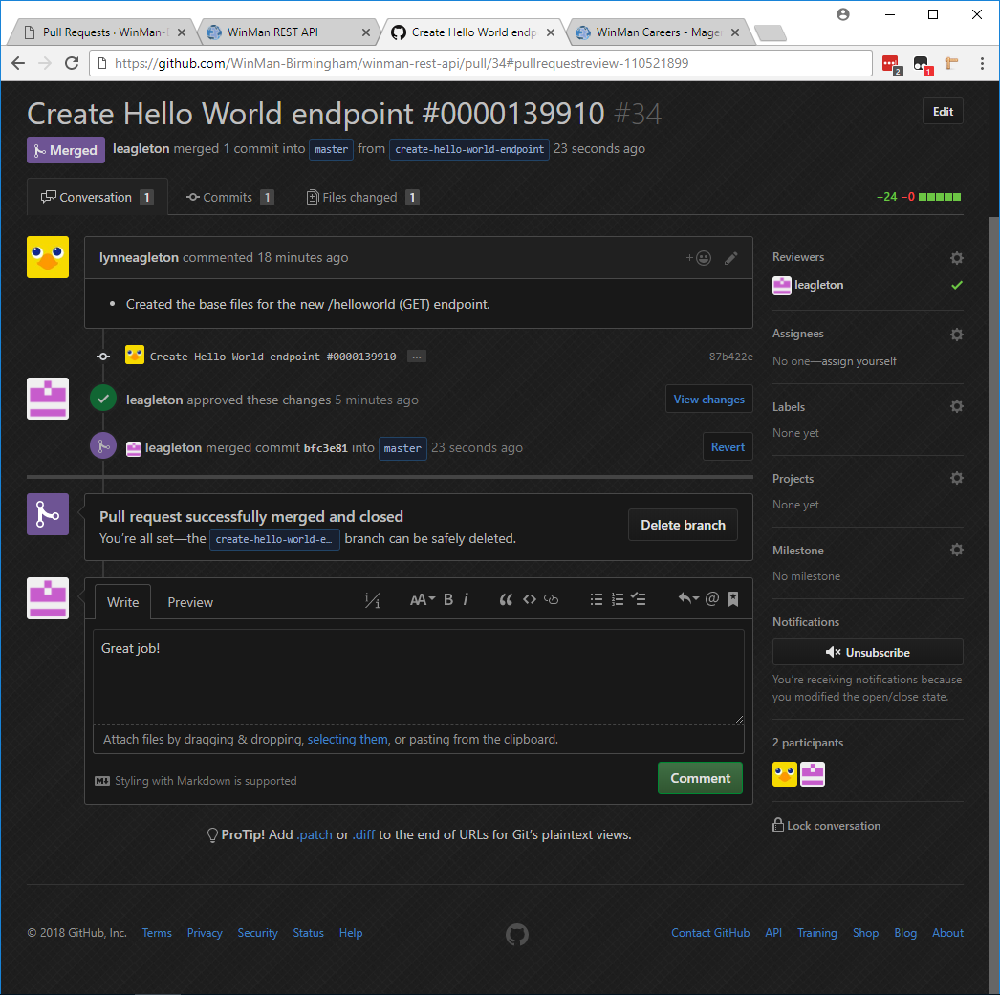 Pull Requests · WinMan-
WinMan REST API
Create Hello World endp
WinMan Careers - Mage
https://github.com/WinMan-Birmingham/winman-rest-api/pull/34#pullrequestreview-110521899
2
1
Create Hello World endpoint #0000139910 #34
Edit
Merged leagleton merged 1 commit into master from create-hello-world-endpoint 23 seconds ago
Conversation 1
Commits 1
Files changed 1
+24 −0
lynneagleton commented 18 minutes ago
• Created the base files for the new /helloworld (GET) endpoint.
Create Hello World endpoint #0000139910 …
87b422e
leagleton approved these changes 5 minutes ago
View changes
leagleton merged commit bfc3e81 into master 23 seconds ago
Revert
Pull request successfully merged and closed
You're all set—the create-hello-world-e… branch can be safely deleted.
Delete branch
Write
Preview
AA B i
Great job!
Attach files by dragging & dropping, selecting them, or pasting from the clipboard.
Styling with Markdown is supported
Comment
ProTip! Add .patch or .diff to the end of URLs for Git's plaintext views.
Reviewers
leagleton
Assignees
No one—assign yourself
Labels
None yet
Projects
None yet
Milestone
No milestone
Notifications
Unsubscribe
You're receiving notifications because
you modified the open/close state.
2 participants
Lock conversation
© 2018 GitHub, Inc.
Terms
Privacy
Security
Status
Help
Contact GitHub
API
Training
Shop
Blog
About